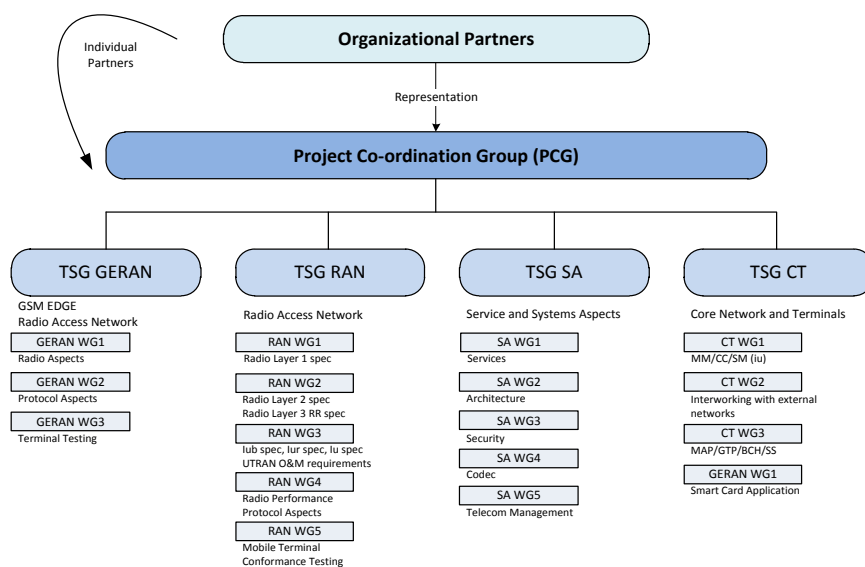 Organizational Partners
Individual
Partners
Representation
Project Co-ordination Group (PCG)
TSG GERAN
GSM EDGE
Radio Access Network
GERAN WG1
Radio Aspects
GERAN WG2
Protocol Aspects
GERAN WG3
Terminal Testing
TSG RAN
Radio Access Network
RAN WG1
Radio Layer 1 spec
RAN WG2
Radio Layer 2 spec
Radio Layer 3 RR spec
RAN WG3
Iub spec, Iur spec, Iu spec
UTRAN O&M requirements
RAN WG4
Radio Performance
Protocol Aspects
RAN WG5
Mobile Terminal
Conformance Testing
TSG SA
Service and Systems Aspects
SA WG1
Services
SA WG2
Architecture
SA WG3
Security
SA WG4
Codec
SA WG5
Telecom Management
TSG CT
Core Network and Terminals
CT WG1
MM/CC/SM (iu)
CT WG2
Interworking with external
networks
CT WG3
MAP/GTP/BCH/SS
GERAN WG1
Smart Card Application